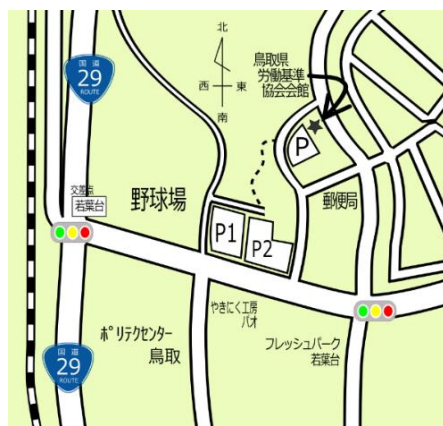 北
西 東
南
国道
29
ROUTE
鳥取県
労働基準
協会会館
P
交差点
若葉台
野球場
郵便局
P1
P2
やきにく工房
パオ
ﾎﾟﾘﾃｸセンター
鳥取
フレッシュパーク
若葉台
国道
29
ROUTE